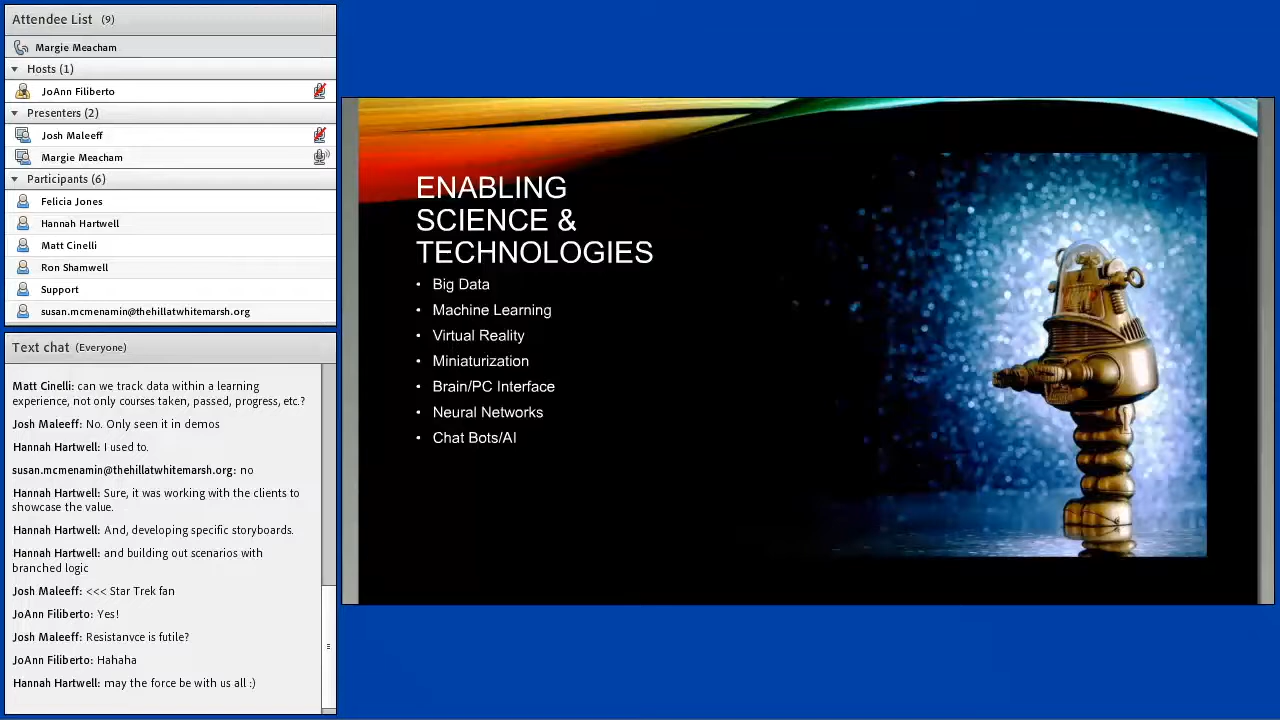 Attendee List (9)
Margie Meacham
Hosts (1)
JoAnn Filiberto
Presenters (2)
Josh Maleeff
Margie Meacham
Participants (6)
Felicia Jones
Hannah Hartwell
Matt Cinelli
Ron Shamwell
Support
susan.mcmenamin@thehillatwhitemarsh.org
Text chat (Everyone)
Matt Cinelli: can we track data within a learning
experience, not only courses taken, passed, progress, etc.?
Josh Maleeff: No. Only seen it in demos
Hannah Hartwell: I used to.
susan.mcmenamin@thehillatwhitemarsh.org: no
Hannah Hartwell: Sure, it was working with the clients to
showcase the value.
Hannah Hartwell: And, developing specific storyboards.
Hannah Hartwell: and building out scenarios with
branched logic
Josh Maleeff: <<< Star Trek fan
JoAnn Filiberto: Yes!
Josh Maleeff: Resistanvce is futile?
JoAnn Filiberto: Hahaha
Hannah Hartwell: may the force be with us all :)
ENABLING
SCIENCE &
TECHNOLOGIES
• Big Data
• Machine Learning
• Virtual Reality
• Miniaturization
• Brain/PC Interface
• Neural Networks
• Chat Bots/AI